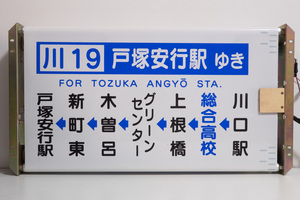 川19 戸塚安行駅 ゆき
FOR TOZUKA ANGYŌ STA.
川口駅
総合高校
上根橋
グリーンセンター
木曽呂
新町東
戸塚安行駅